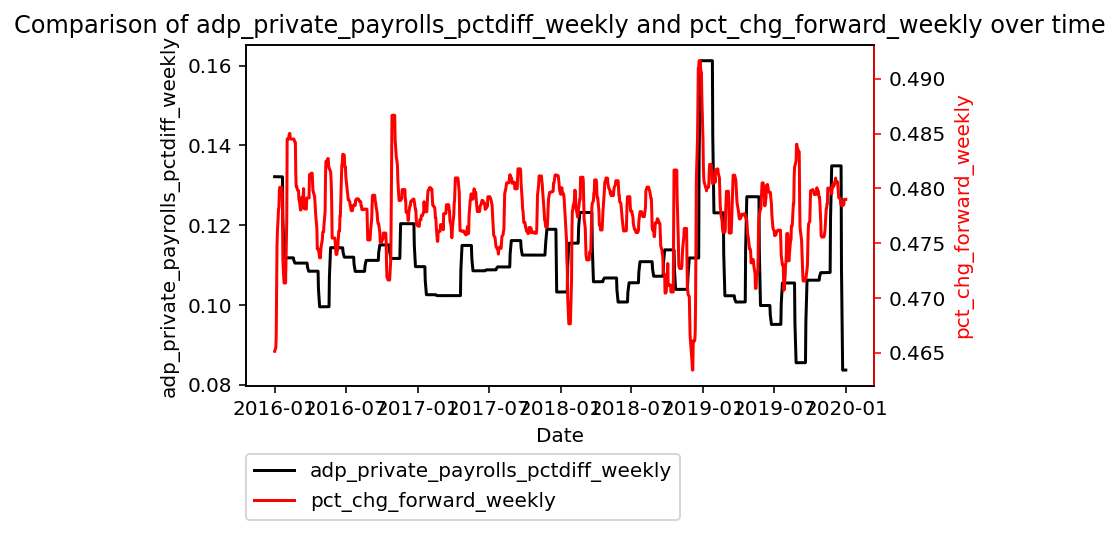 Comparison of adp_private_payrolls_pctdiff_weekly and pct_chg_forward_weekly over time
adp_private_payrolls_pctdiff_weekly
0.16
0.14
0.12
0.10
0.08
0.490
0.485
0.480
0.475
0.470
0.465
pct_chg_forward_weekly
2016-01 2016-07 2017-01 2017-07 2018-01 2018-07 2019-01 2019-07 2020-01
Date
adp_private_payrolls_pctdiff_weekly
pct_chg_forward_weekly